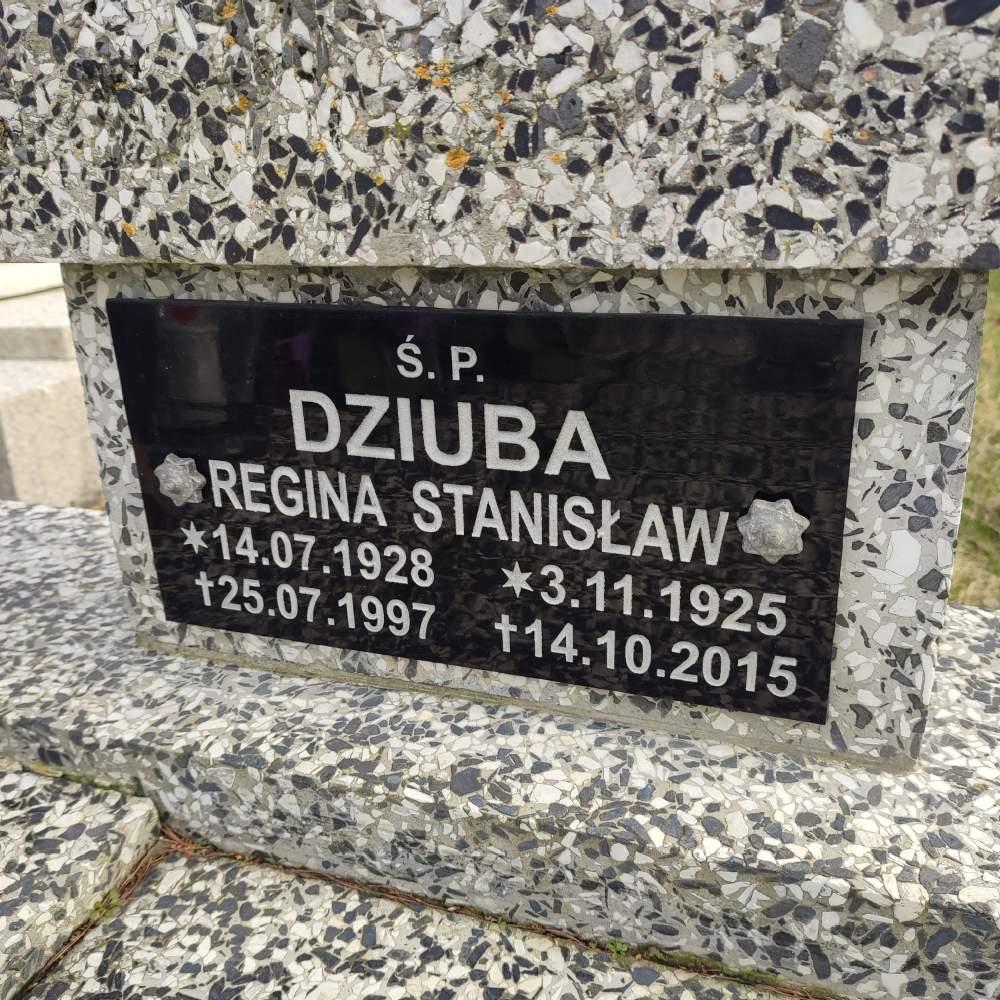 Ś. P.
DZIUBA
REGINA STANISŁAW
*14.07.1928 *3.11.1925
†25.07.1997 †14.10.2015